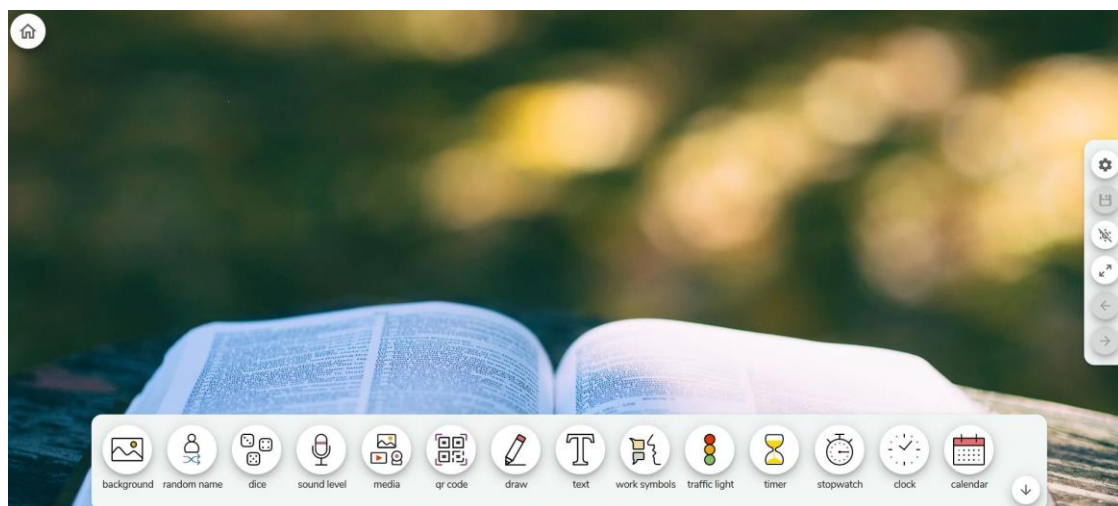 background random name dice sound level media qr code draw text work symbols traffic light timer stopwatch clock calendar